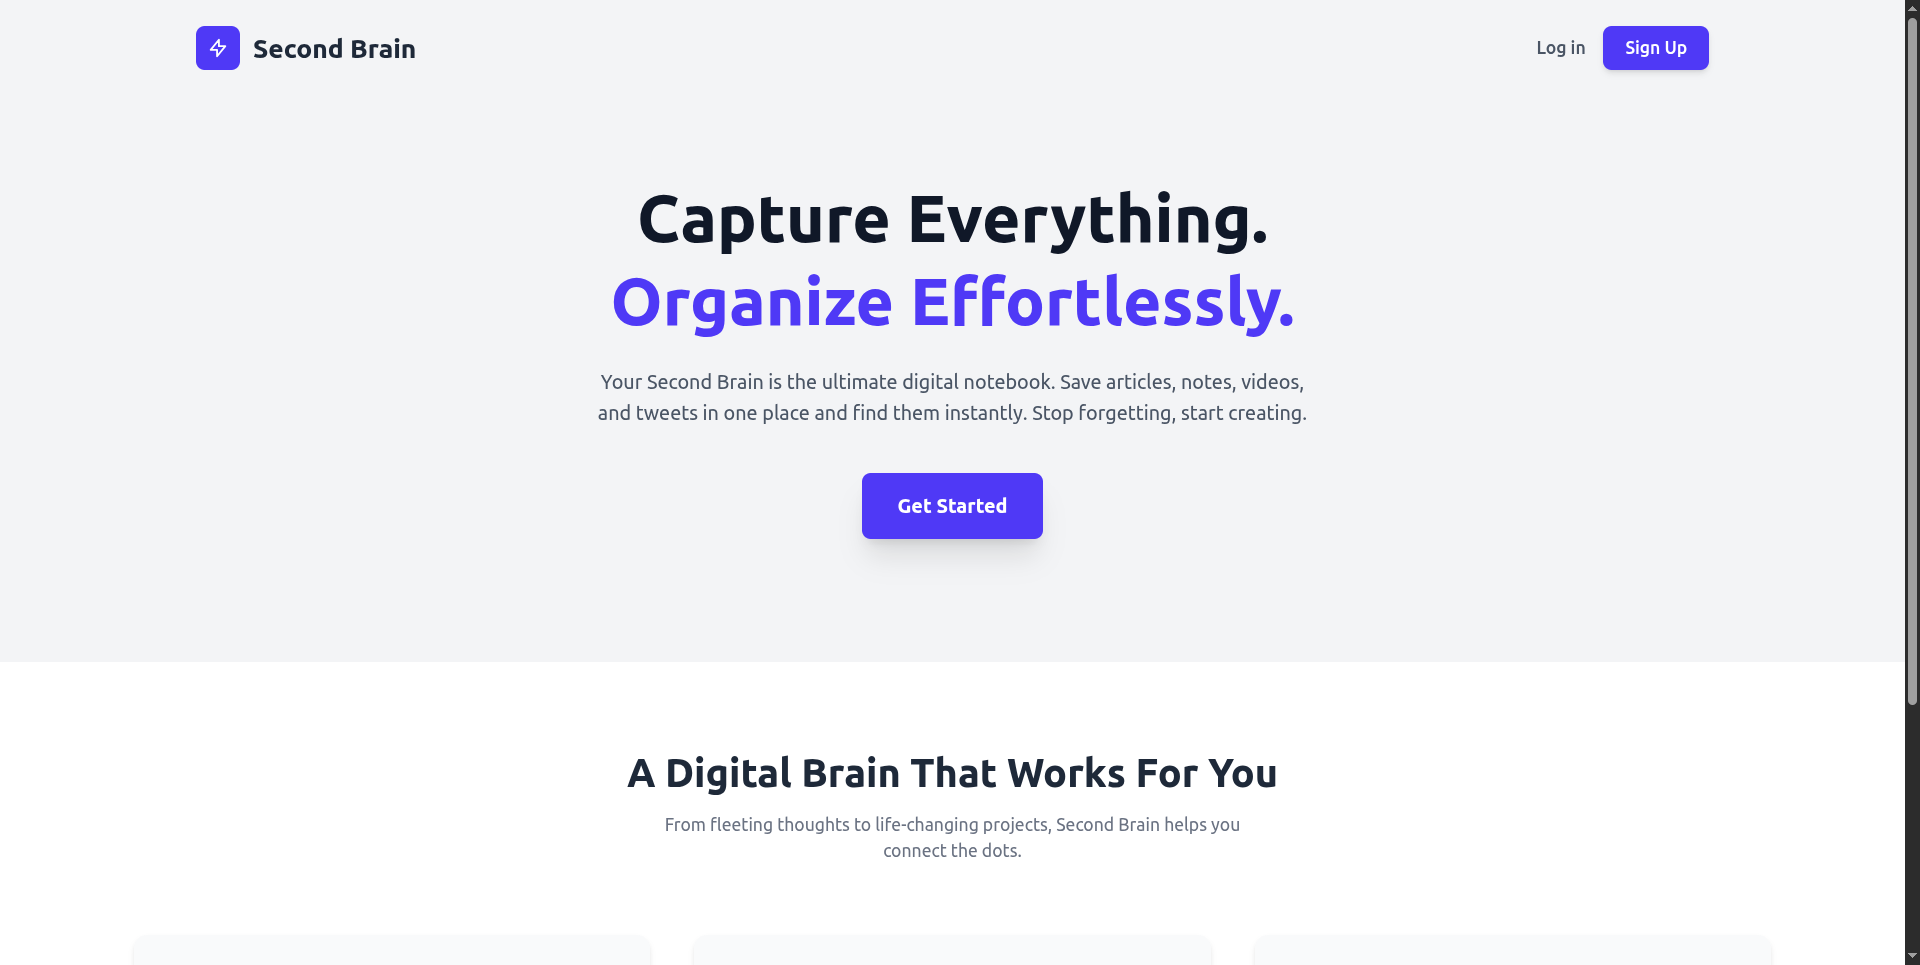 Second Brain
Log in
Sign Up
Capture Everything.
Organize Effortlessly.
Your Second Brain is the ultimate digital notebook. Save articles, notes, videos,
and tweets in one place and find them instantly. Stop forgetting, start creating.
Get Started
A Digital Brain That Works For You
From fleeting thoughts to life-changing projects, Second Brain helps you
connect the dots.